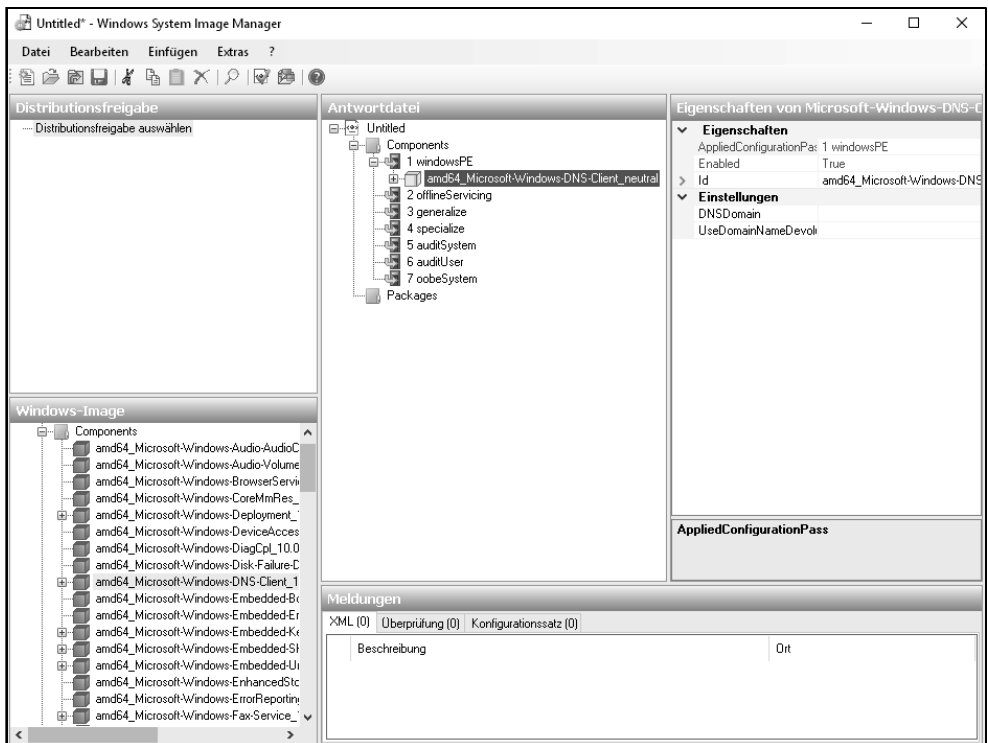 Untitled* - Windows System Image Manager
Datei Bearbeiten Einfügen Extras ?
Distributionsfreigabe
Distributionsfreigabe auswählen
Windows-Image
Components
amd64_Microsoft-Windows-Audio-AudioC
amd64_Microsoft-Windows-Audio-Volume
amd64_Microsoft-Windows-BrowserServi
amd64_Microsoft-Windows-CoreMmRes_
amd64_Microsoft-Windows-Deployment_
amd64_Microsoft-Windows-DeviceAcces
amd64_Microsoft-Windows-DiagCpl_10.0
amd64_Microsoft-Windows-Disk-Failure-D
amd64_Microsoft-Windows-DNS-Client_1
amd64_Microsoft-Windows-Embedded-Bo
amd64_Microsoft-Windows-Embedded-Er
amd64_Microsoft-Windows-Embedded-Ke
amd64_Microsoft-Windows-Embedded-Sh
amd64_Microsoft-Windows-Embedded-Un
amd64_Microsoft-Windows-EnhancedSto
amd64_Microsoft-Windows-ErrorReporting
amd64_Microsoft-Windows-Fax-Service_
Antwortdatei
Untitled
Components
1 windowsPE
amd64_Microsoft-Windows-DNS-Client_neutral
2 offlineServicing
3 generalize
4 specialize
5 auditSystem
6 auditUser
7 oobeSystem
Packages
Eigenschaften von Microsoft-Windows-DNS-C
Eigenschaften
AppliedConfigurationPas 1 windowsPE
Enabled True
Id amd64_Microsoft-Windows-DNS
Einstellungen
DNSDomain
UseDomainNameDevolu
AppliedConfigurationPass
Meldungen
XML (0) Überprüfung (0) Konfigurationssatz (0)
Beschreibung Ort